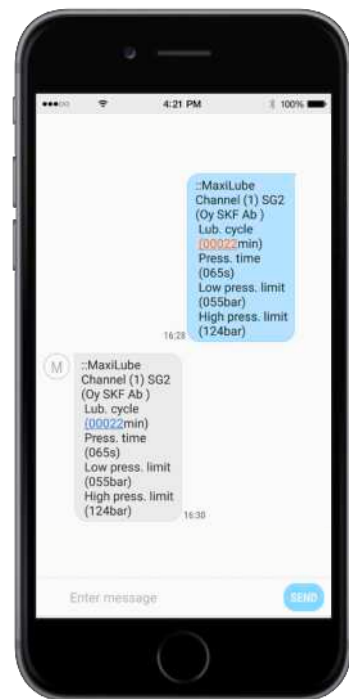 4:21 PM
100%
::MaxiLube
Channel (1) SG2
(Oy SKF Ab )
Lub. cycle
(00022min)
Press. time
(065s)
Low press. limit
(055bar)
High press. limit
(124bar)
16:28
M
::MaxiLube
Channel (1) SG2
(Oy SKF Ab )
Lub. cycle
(00022min)
Press. time
(065s)
Low press. limit
(055bar)
High press. limit
(124bar)
16:30
Enter message
SEND